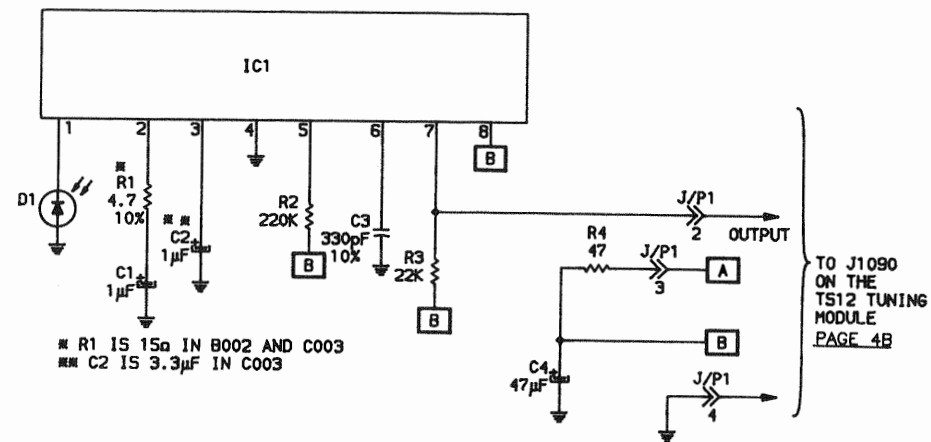 IC1
1 2 3 4 5 6 7 8
B
D1
※
R1
4.7
10%
C1
1µF
※ ※
C2
1µF
R2
220K
B
C3
330pF
10%
R3
22K
B
J/P1
2
OUTPUT
R4
47
J/P1
3
A
B
C4
47µF
J/P1
4
TO J1090
ON THE
TS12 TUNING
MODULE
PAGE 4B
※ R1 IS 15Ω IN B002 AND C003
※※ C2 IS 3.3µF IN C003